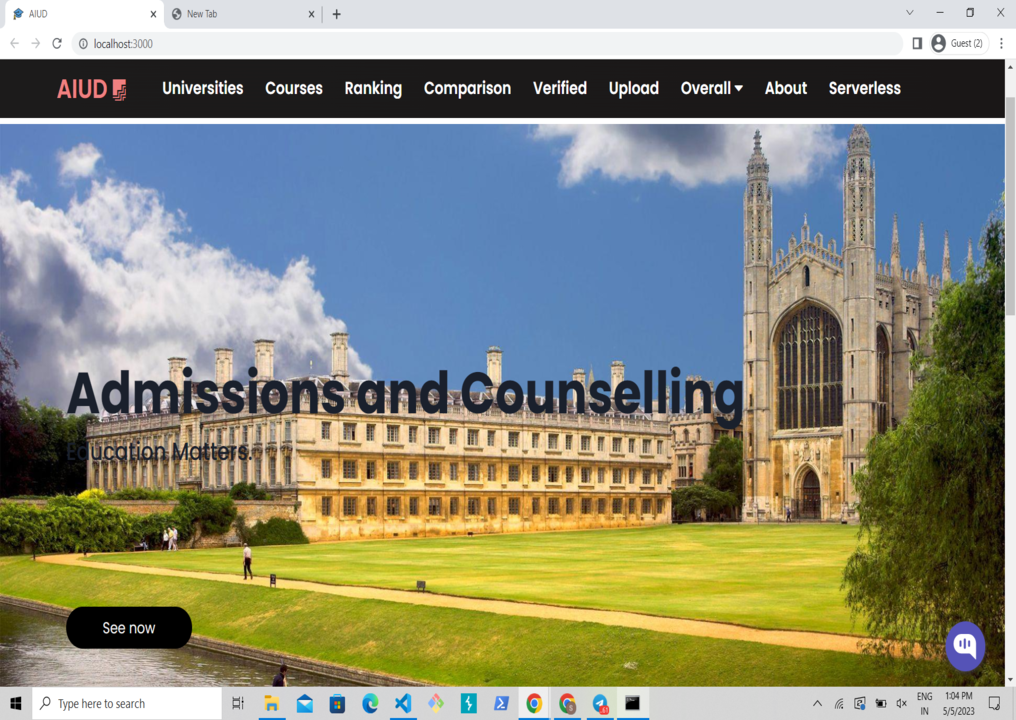 AIUD
New Tab
localhost:3000
Guest (2)
AIUD
Universities Courses Ranking Comparison Verified Upload Overall About Serverless
Admissions and Counselling
Education Matters.
See now
Type here to search
ENG
IN
1:04 PM
5/5/2023